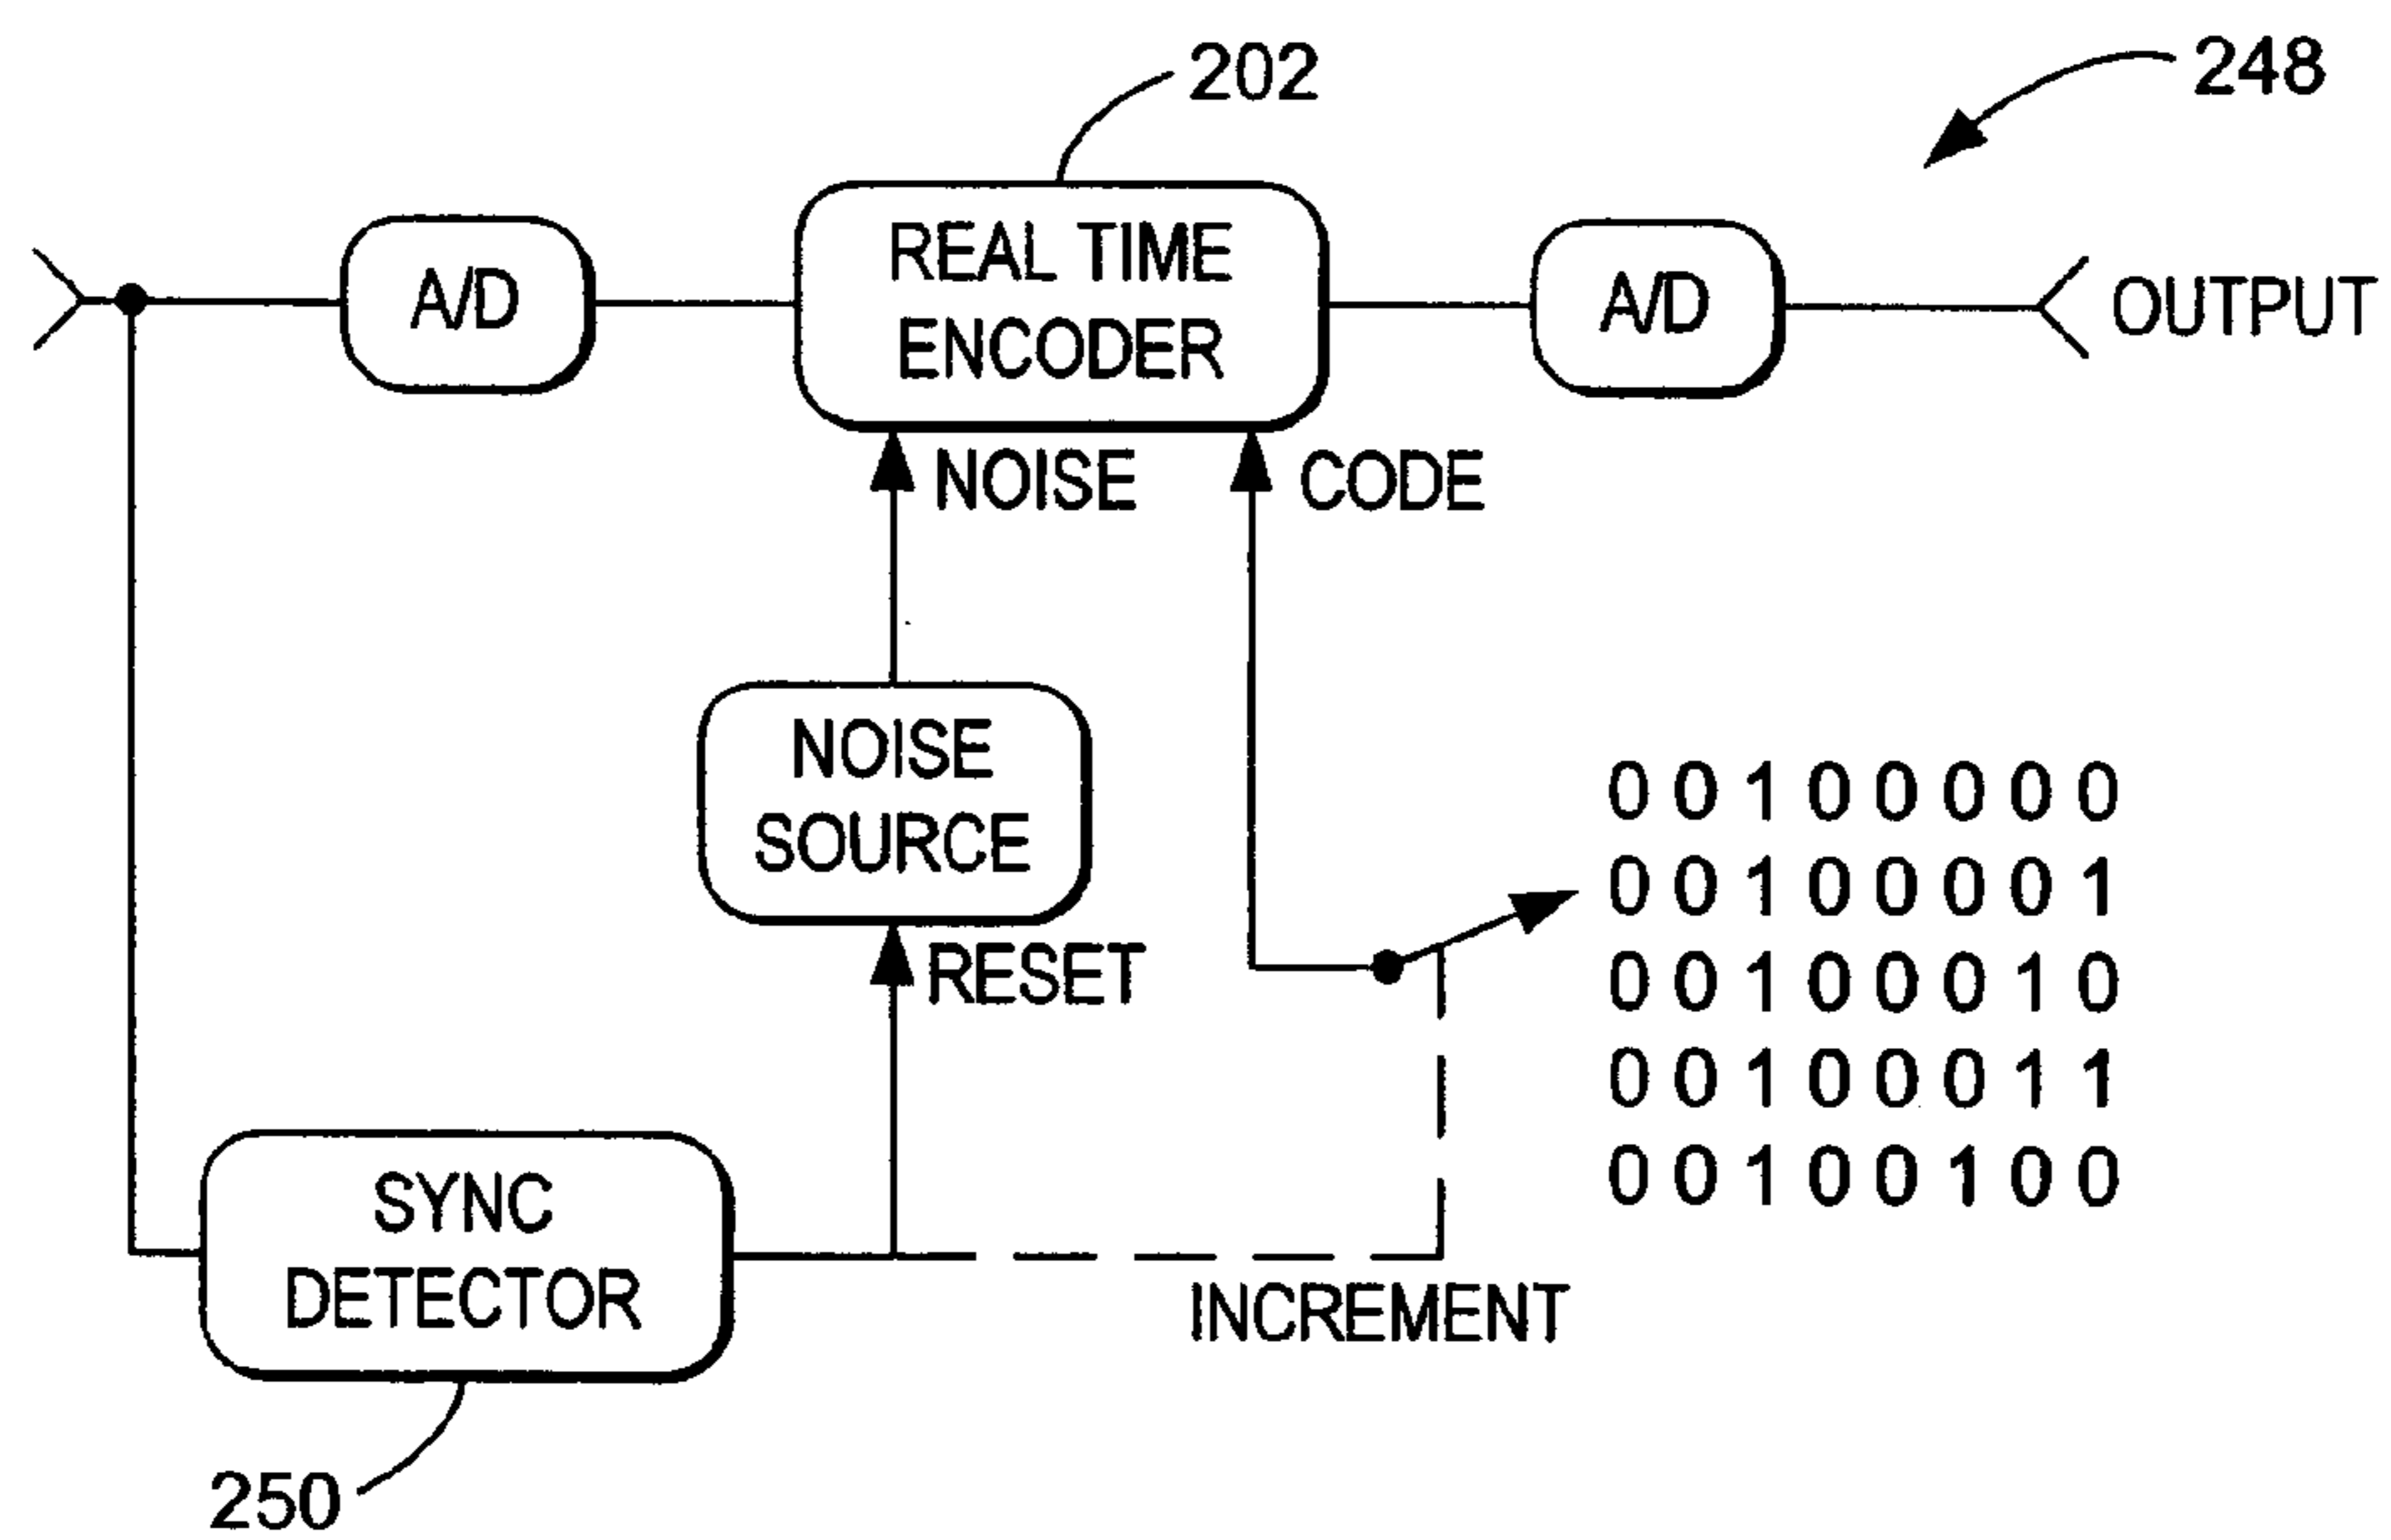 202
248
A/D
REAL TIME
ENCODER
A/D
OUTPUT
NOISE
CODE
NOISE
SOURCE
RESET
0 0 1 0 0 0 0 0
0 0 1 0 0 0 0 1
0 0 1 0 0 0 1 0
0 0 1 0 0 0 1 1
0 0 1 0 0 1 0 0
SYNC
DETECTOR
INCREMENT
250